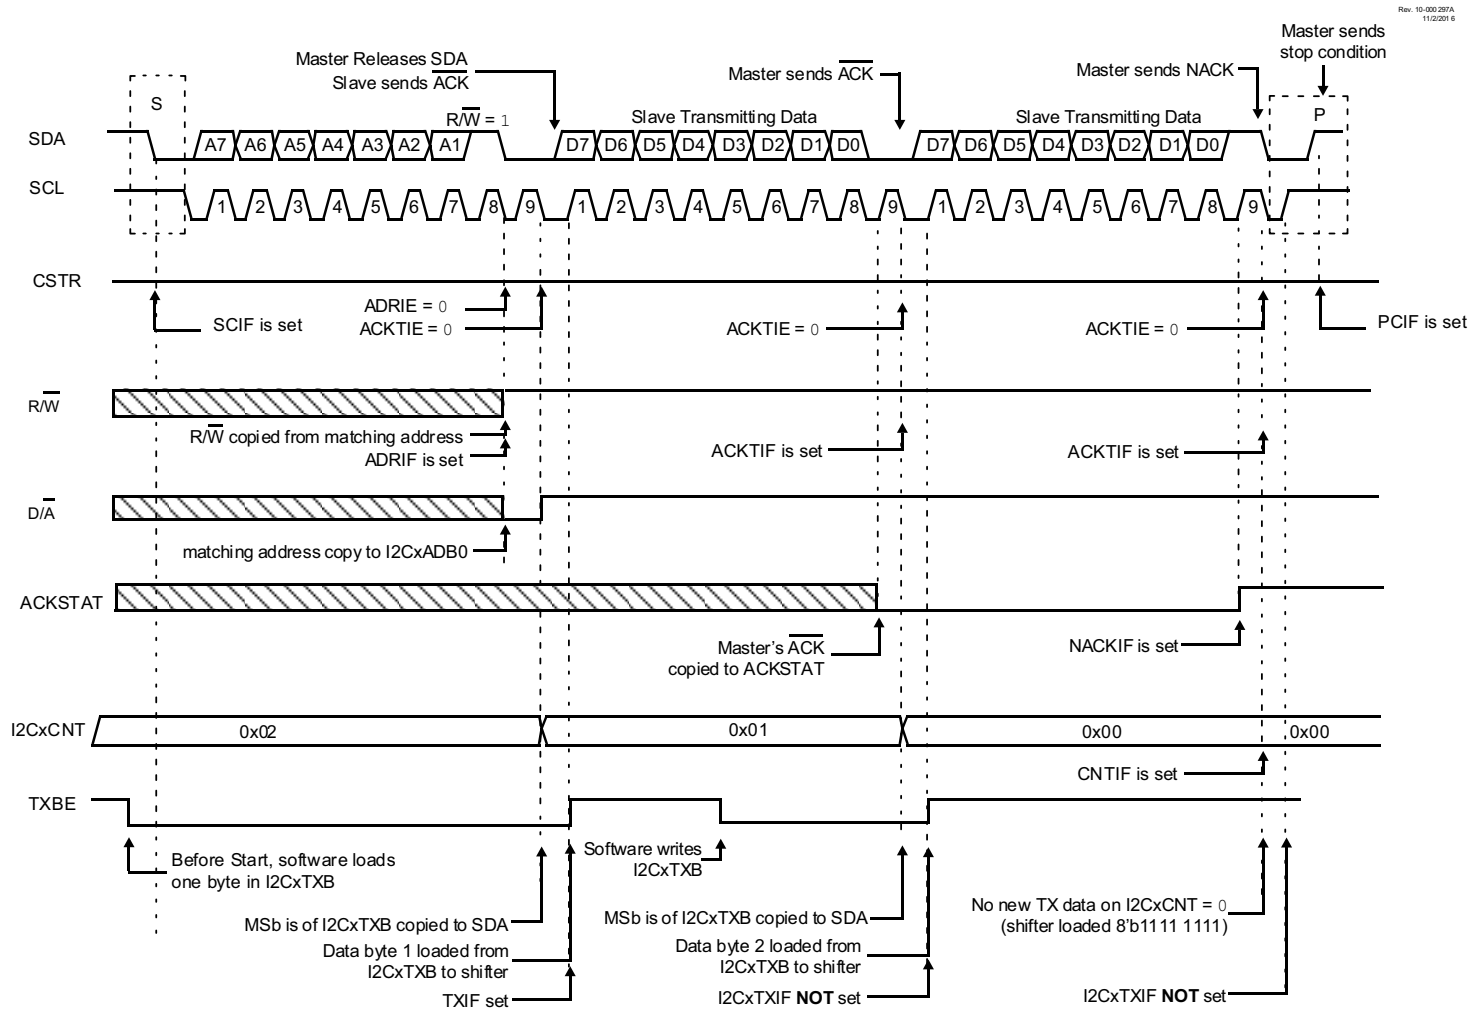 Rev. 10-000 297A
11/2/201 6
Master sends
stop condition
Master Releases SDA
Slave sends ACK
Master sends ACK
Master sends NACK
S
R/W = 1
Slave Transmitting Data
Slave Transmitting Data
P
SDA
A7 A6 A5 A4 A3 A2 A1 D7 D6 D5 D4 D3 D2 D1 D0 D7 D6 D5 D4 D3 D2 D1 D0
SCL
1 2 3 4 5 6 7 8 9 1 2 3 4 5 6 7 8 9 1 2 3 4 5 6 7 8 9
CSTR
SCIF is set
ADRIE = 0
ACKTIE = 0
ACKTIE = 0
ACKTIE = 0
PCIF is set
R/W
R/W copied from matching address
ADRIF is set
ACKTIF is set
ACKTIF is set
D/A
matching address copy to I2CxADB0
ACKSTAT
Master's ACK
copied to ACKSTAT
NACKIF is set
I2CxCNT
0x02 0x01 0x00 0x00
CNTIF is set
TXBE
Before Start, software loads
one byte in I2CxTXB
Software writes
I2CxTXB
MSb is of I2CxTXB copied to SDA
Data byte 1 loaded from
I2CxTXB to shifter
TXIF set
MSb is of I2CxTXB copied to SDA
Data byte 2 loaded from
I2CxTXB to shifter
I2CxTXIF NOT set
No new TX data on I2CxCNT = 0
(shifter loaded 8'b1111 1111)
I2CxTXIF NOT set